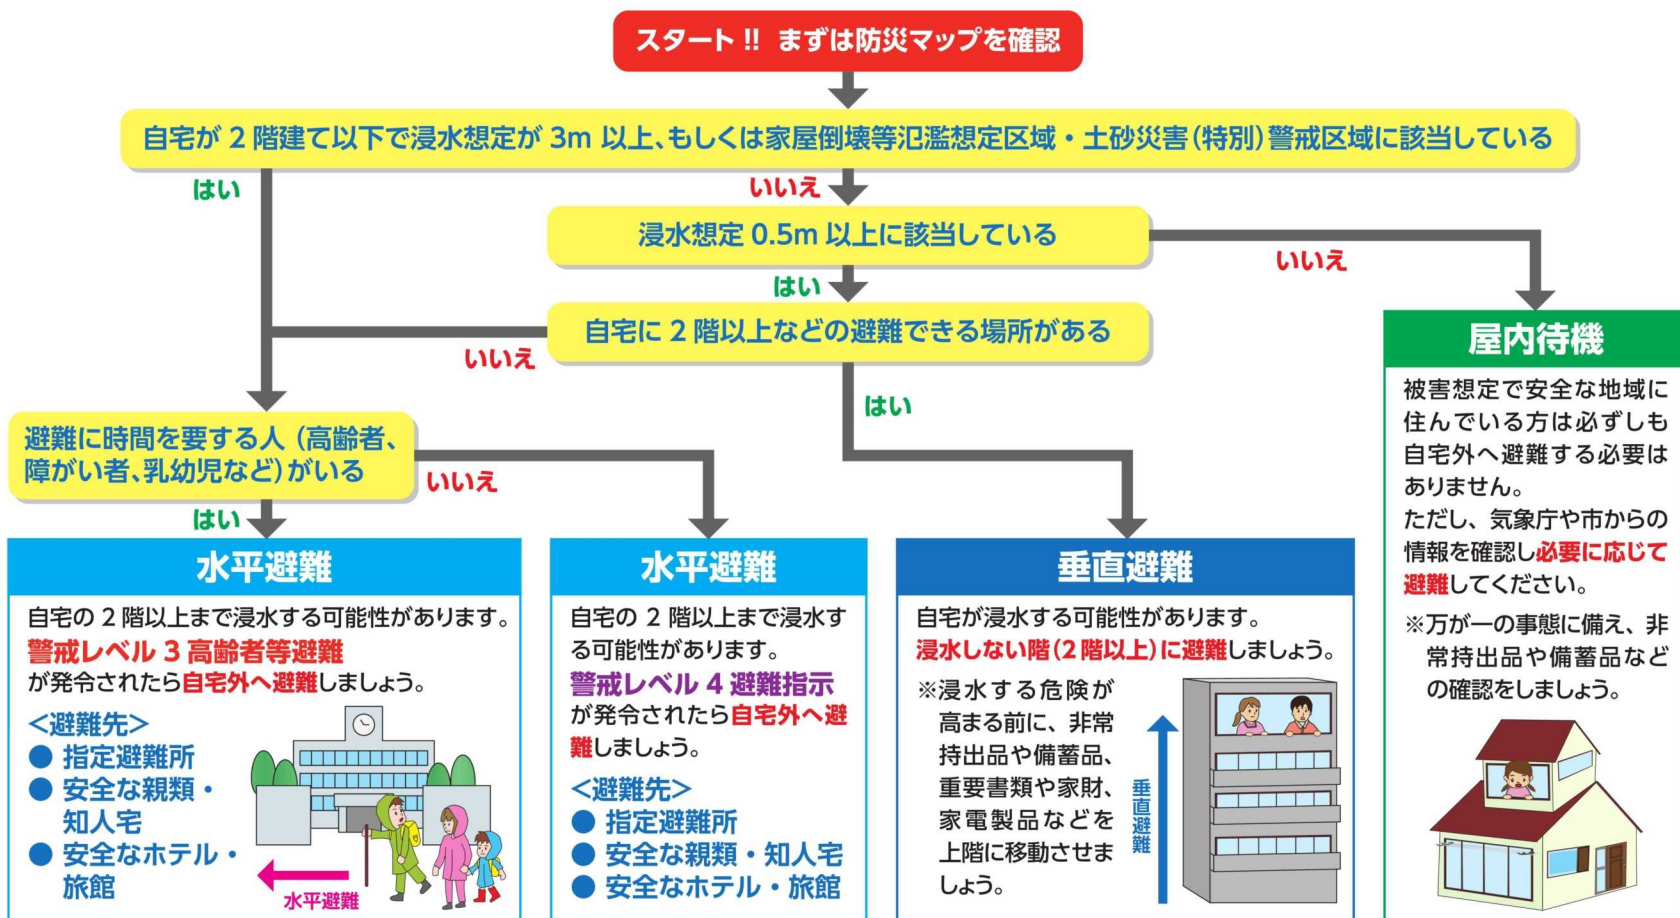 スタート!! まずは防災マップを確認
自宅が2階建て以下で浸水想定が3m以上、もしくは家屋倒壊等氾濫想定区域・土砂災害(特別)警戒区域に該当している
はい
いいえ
浸水想定0.5m以上に該当している
いいえ
はい
自宅に2階以上などの避難できる場所がある
いいえ
はい
避難に時間を要する人(高齢者、
障がい者、乳幼児など)がいる
いいえ
はい
水平避難
自宅の2階以上まで浸水する可能性があります。
警戒レベル3高齢者等避難
が発令されたら自宅外へ避難しましょう。
<避難先>
● 指定避難所
● 安全な親類・
知人宅
● 安全なホテル・
旅館
水平避難
水平避難
自宅の2階以上まで浸水す
る可能性があります。
警戒レベル4避難指示
が発令されたら自宅外へ避
難しましょう。
<避難先>
● 指定避難所
● 安全な親類・知人宅
● 安全なホテル・旅館
垂直避難
自宅が浸水する可能性があります。
浸水しない階(2階以上)に避難しましょう。
※浸水する危険が
高まる前に、非常
持出品や備蓄品、
重要書類や家財、
家電製品などを
上階に移動させま
しょう。
垂直避難
屋内待機
被害想定で安全な地域に
住んでいる方は必ずしも
自宅外へ避難する必要は
ありません。
ただし、気象庁や市からの
情報を確認し必要に応じて
避難してください。
※万が一の事態に備え、非
常持出品や備蓄品など
の確認をしましょう。